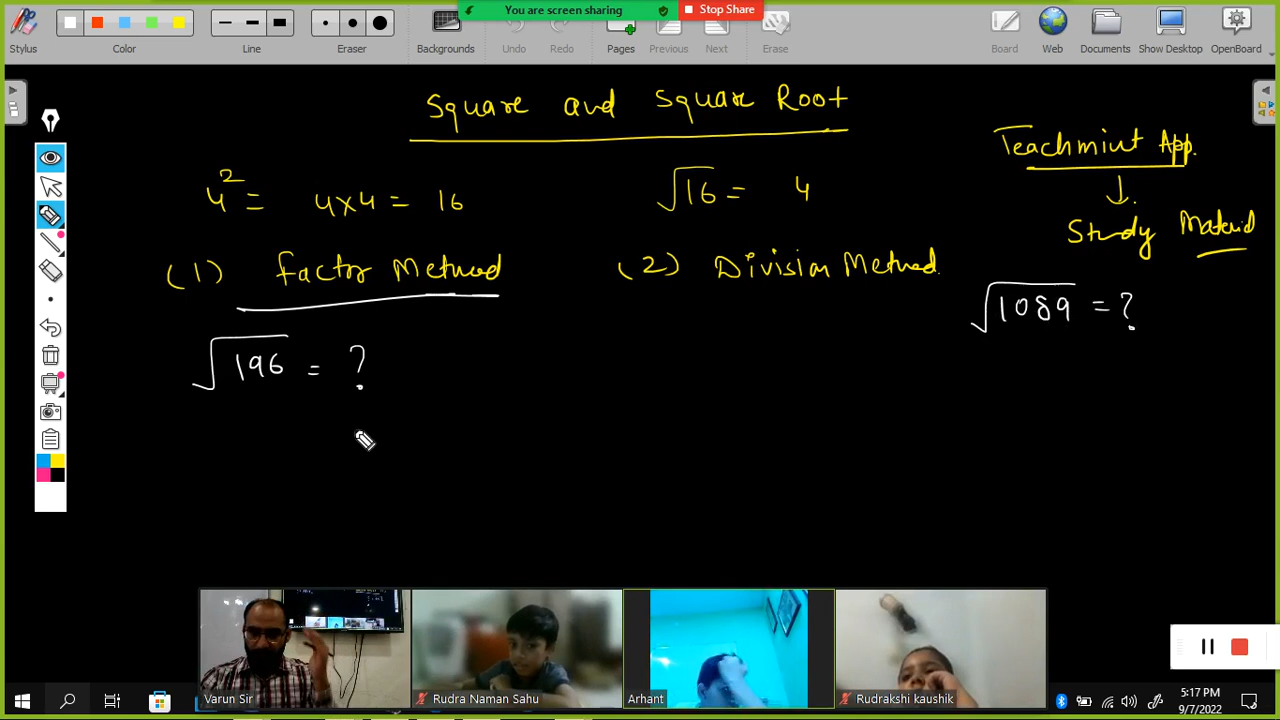 You are screen sharing
Stop Share
Stylus
Color
Line
Eraser
Backgrounds
Undo
Redo
Pages
Previous
Next
Erase
Board
Web
Documents
Show Desktop
OpenBoard
Square and Square Root
Teachmint App.
4² = 4x4 = 16
√16 = 4
Study Material
(1) Factor Method
(2) Division Method.
√1089 = ?
√196 = ?
Varun Sir
Rudra Naman Sahu
Arhant
Rudrakshi kaushik
5:17 PM
9/7/2022